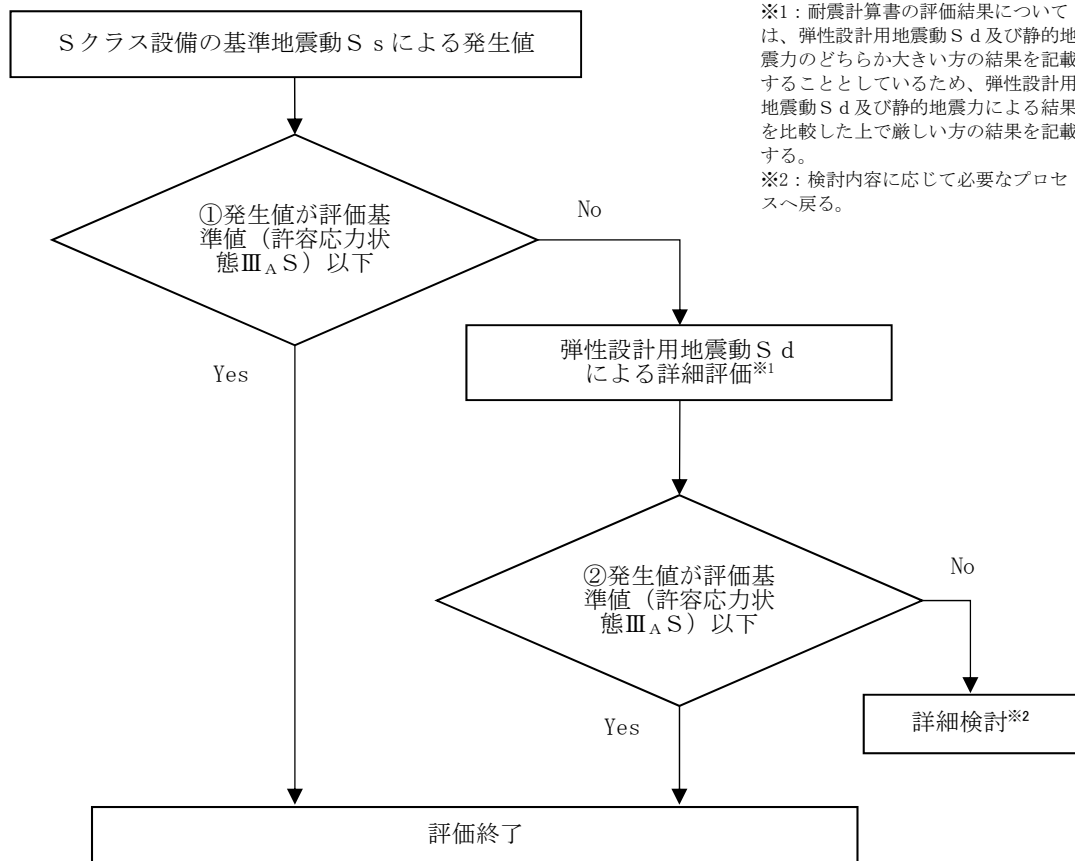 Sクラス設備の基準地震動Ｓｓによる発生値
※1：耐震計算書の評価結果について
は、弾性設計用地震動Ｓｄ及び静的地
震力のどちらか大きい方の結果を記載
することとしているため、弾性設計用
地震動Ｓｄ及び静的地震力による結果
を比較した上で厳しい方の結果を記載
する。
※2：検討内容に応じて必要なプロセ
スへ戻る。
①発生値が評価基
準値（許容応力状
態ⅢAＳ）以下
No
Yes
弾性設計用地震動Ｓｄ
による詳細評価※1
②発生値が評価基
準値（許容応力状
態ⅢAＳ）以下
No
Yes
詳細検討※2
評価終了